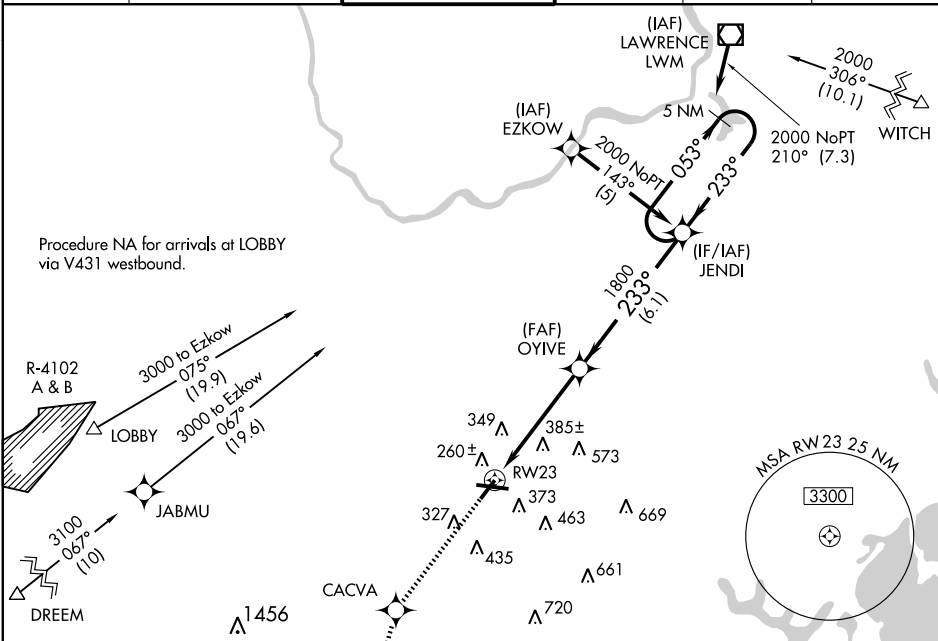 (IAF)
LAWRENCE
LWM
2000
306°
(10.1)
WITCH
5 NM
2000 NoPT
210° (7.3)
(IAF)
EZKOW
2000 NoPT
143°
(5)
053°
233°
(IF/IAF)
JENDI
Procedure NA for arrivals at LOBBY
via V431 westbound.
1800
233°
(6.1)
(FAF)
OYIVE
R-4102
A & B
3000 to Ezkow
075°
(19.9)
LOBBY
3000 to Ezkow
067°
(19.6)
JABMU
349
385±
573
260±
RW23
373
327
463
669
435
661
720
MSA RW23 25 NM
3300
3100
067°
(10)
DREEM
CACVA
1456